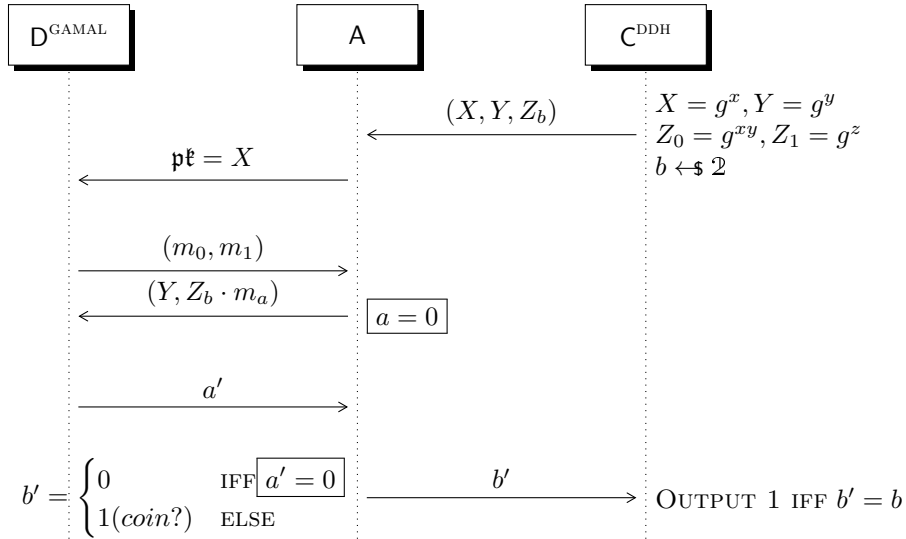 D^GAMAL A C^DDH
(X, Y, Z_b)
X = g^x, Y = g^y
Z_0 = g^{xy}, Z_1 = g^z
b ←$ 𝟚
𝔭𝔨 = X
(m_0, m_1)
(Y, Z_b · m_a)
a = 0
a′
b′ = { 0 IFF a′ = 0
1(coin?) ELSE
b′
OUTPUT 1 IFF b′ = b